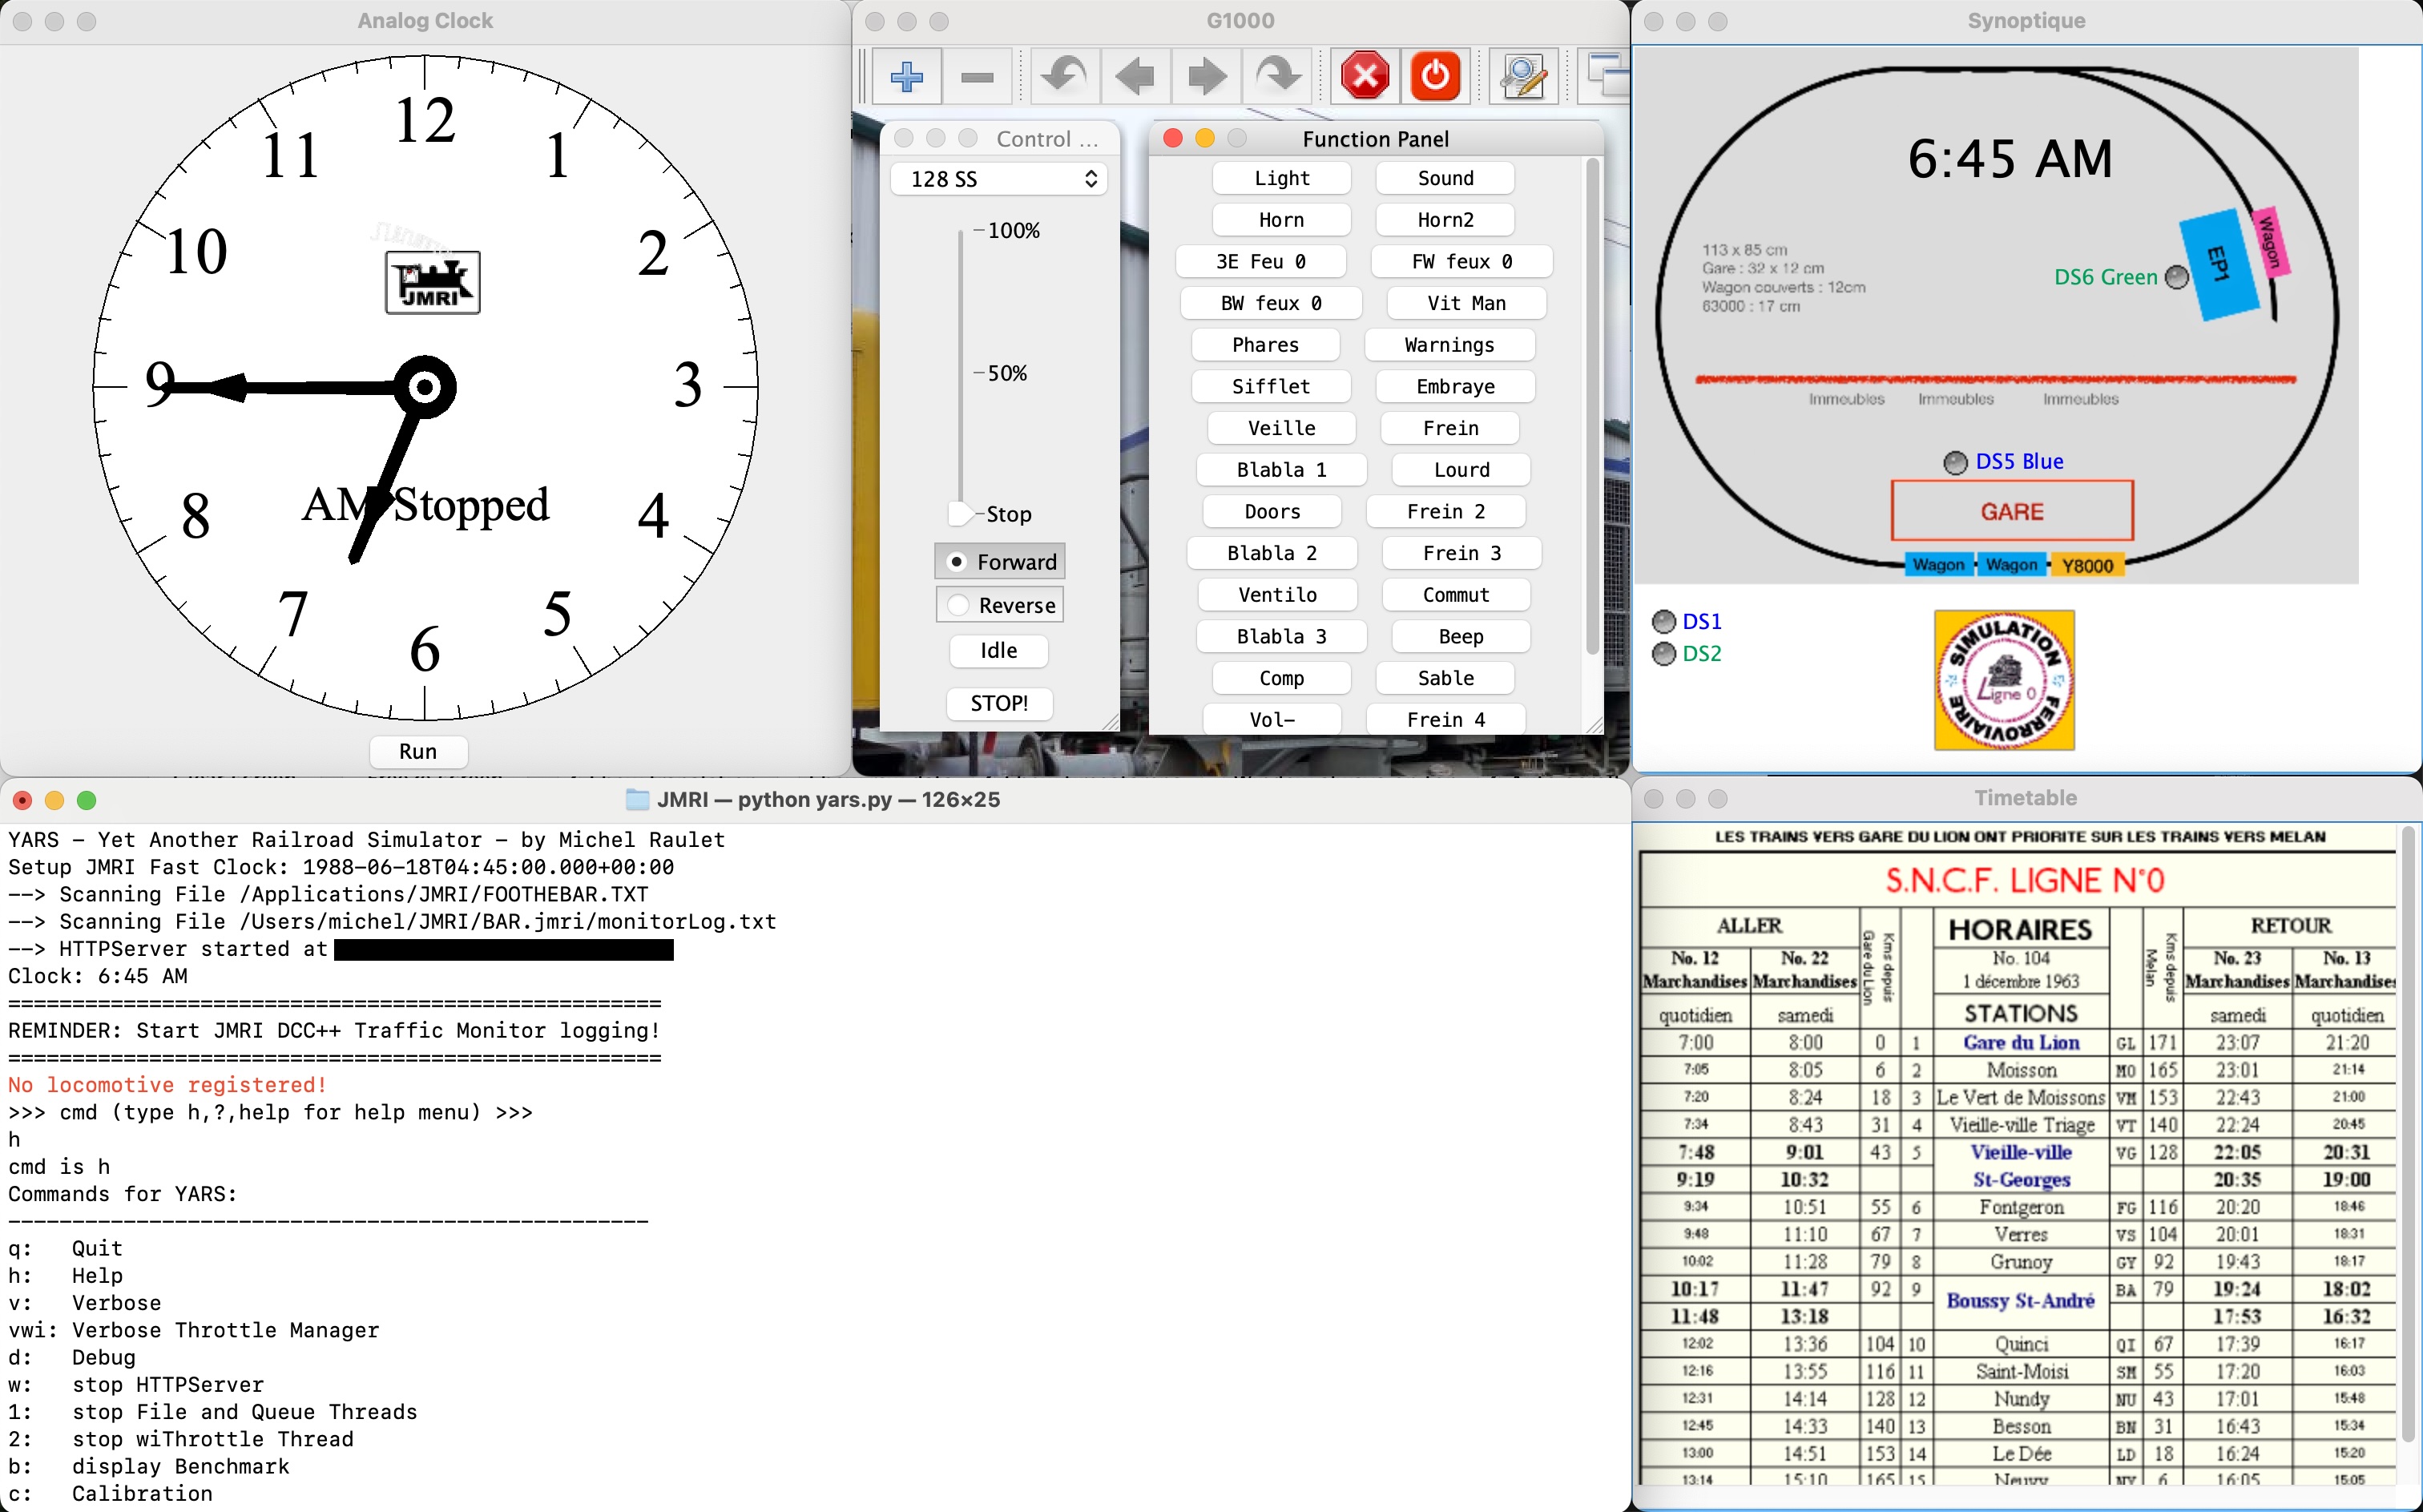 Analog Clock
12
11
1
10
2
JMRI
9
3
AM Stopped
8
4
7
5
6
Run
G1000
Control ...
128 SS
100%
50%
Stop
Forward
Reverse
Idle
STOP!
Function Panel
Light Sound
Horn Horn2
3E Feu 0 FW feux 0
BW feux 0 Vit Man
Phares Warnings
Sifflet Embraye
Veille Frein
Blabla 1 Lourd
Doors Frein 2
Blabla 2 Frein 3
Ventilo Commut
Blabla 3 Beep
Comp Sable
Vol– Frein 4
Synoptique
6:45 AM
113 x 85 cm
Gare : 32 x 12 cm
Wagon couverts : 12cm
63000 : 17 cm
DS6 Green
EP1
Wagon
Immeubles Immeubles Immeubles
DS5 Blue
GARE
Wagon Wagon Y8000
DS1
DS2
SIMULATION
Ligne 0
FERROVIAIRE
JMRI — python yars.py — 126×25
YARS – Yet Another Railroad Simulator – by Michel Raulet
Setup JMRI Fast Clock: 1988-06-18T04:45:00.000+00:00
––> Scanning File /Applications/JMRI/FOOTHEBAR.TXT
––> Scanning File /Users/michel/JMRI/BAR.jmri/monitorLog.txt
––> HTTPServer started at
Clock: 6:45 AM
===================================================
REMINDER: Start JMRI DCC++ Traffic Monitor logging!
===================================================
No locomotive registered!
>>> cmd (type h,?,help for help menu) >>>
h
cmd is h
Commands for YARS:
––––––––––––––––––––––––––––––––––––––––––––––––––
q: Quit
h: Help
v: Verbose
vwi: Verbose Throttle Manager
d: Debug
w: stop HTTPServer
1: stop File and Queue Threads
2: stop wiThrottle Thread
b: display Benchmark
c: Calibration
Timetable
LES TRAINS VERS GARE DU LION ONT PRIORITE SUR LES TRAINS VERS MELAN
S.N.C.F. LIGNE N°0
ALLER
Kms depuis
Gare du Lion
HORAIRES
Kms depuis
Melan
RETOUR
No. 12 No. 22 No. 104 No. 23 No. 13
Marchandises Marchandises 1 décembre 1963 Marchandises Marchandises
quotidien samedi STATIONS samedi quotidien
7:00 8:00 0 1 Gare du Lion GL 171 23:07 21:20
7:05 8:05 6 2 Moisson MO 165 23:01 21:14
7:20 8:24 18 3 Le Vert de Moissons VM 153 22:43 21:00
7:34 8:43 31 4 Vieille-ville Triage VT 140 22:24 20:45
7:48 9:01 43 5 Vieille-ville VG 128 22:05 20:31
9:19 10:32 St-Georges 20:35 19:00
9:34 10:51 55 6 Fontgeron FG 116 20:20 18:46
9:48 11:10 67 7 Verres VS 104 20:01 18:31
10:02 11:28 79 8 Grunoy GY 92 19:43 18:17
10:17 11:47 92 9 Boussy St-André BA 79 19:24 18:02
11:48 13:18 17:53 16:32
12:02 13:36 104 10 Quinci QI 67 17:39 16:17
12:16 13:55 116 11 Saint-Moisi SM 55 17:20 16:03
12:31 14:14 128 12 Nundy NU 43 17:01 15:48
12:45 14:33 140 13 Besson BN 31 16:43 15:34
13:00 14:51 153 14 Le Dée LD 18 16:24 15:20
13:14 15:10 165 15 Neuvy NY 6 16:05 15:05